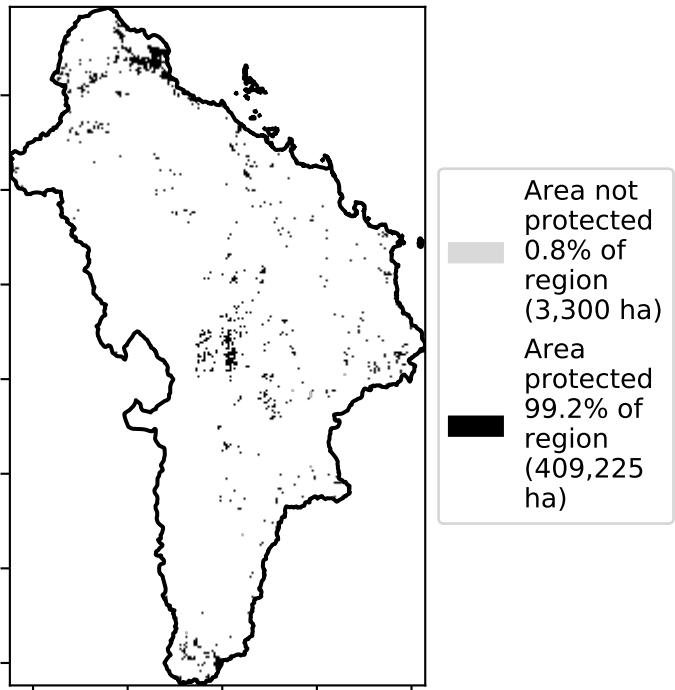 Area not
protected
0.8% of
region
(3,300 ha)
Area
protected
99.2% of
region
(409,225
ha)